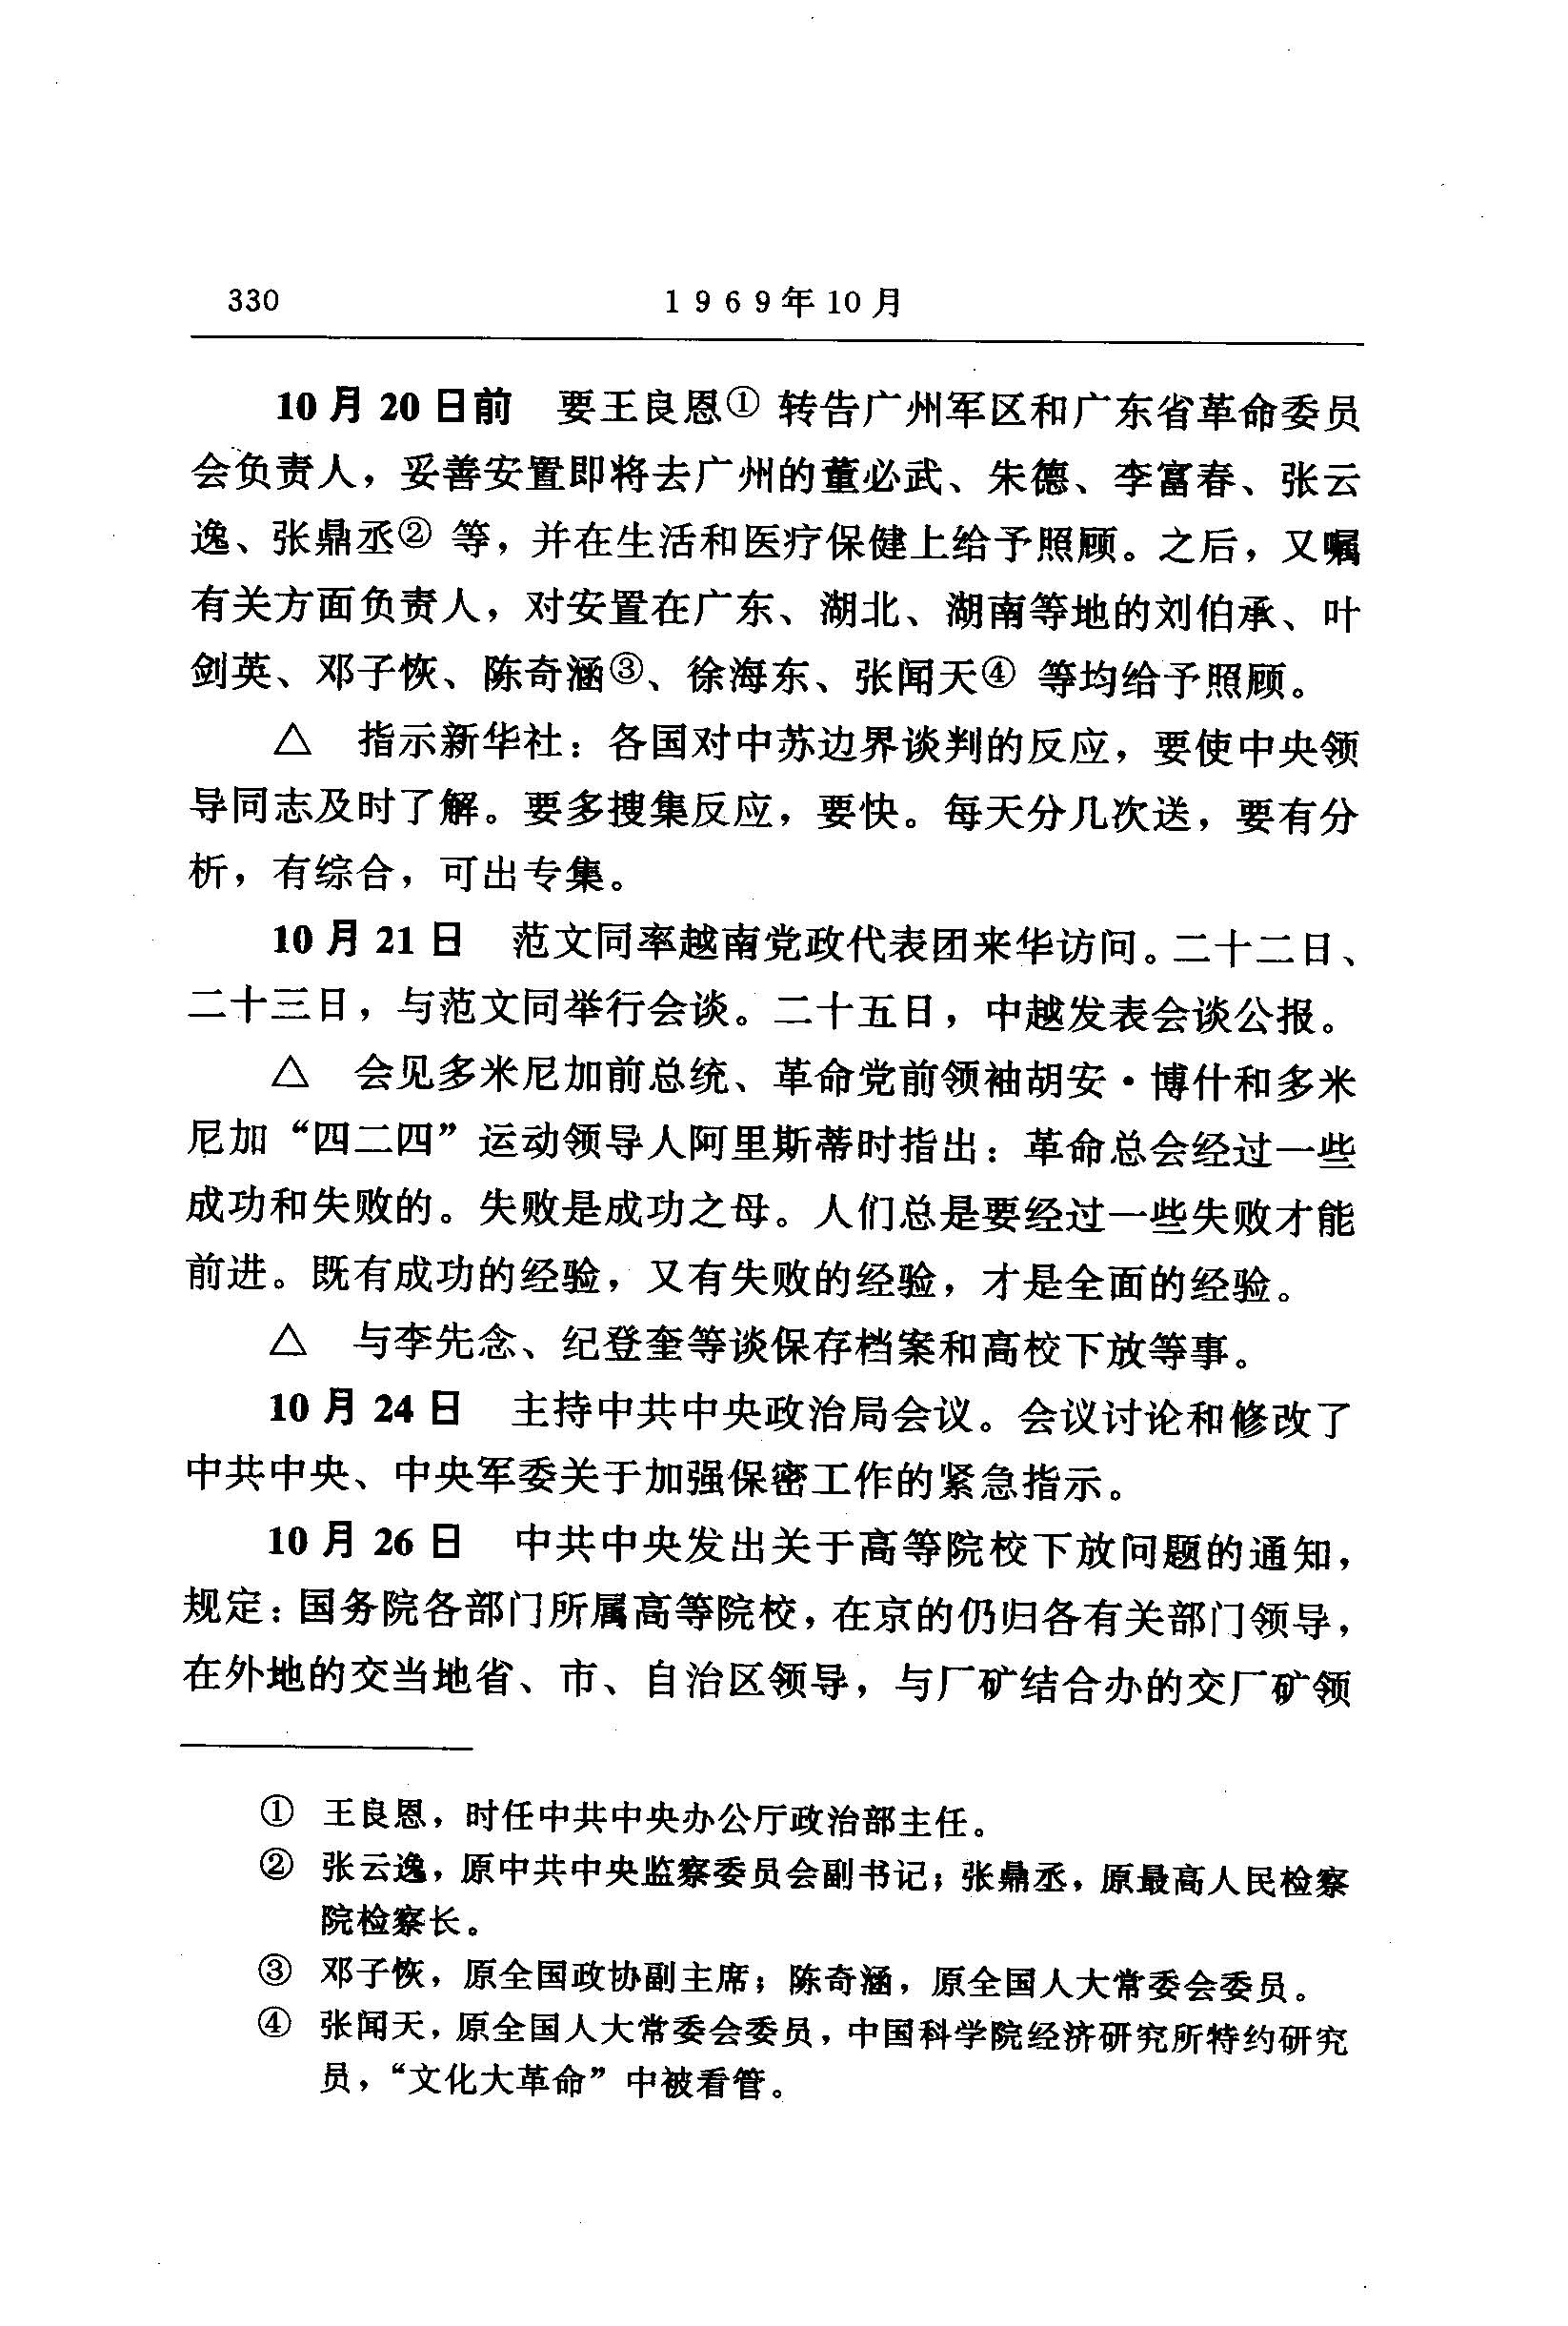 330 1969年10月
10月20日前 要王良恩① 转告广州军区和广东省革命委员
会负责人，妥善安置即将去广州的董必武、朱德、李富春、张云
逸、张鼎丞② 等，并在生活和医疗保健上给予照顾。之后，又嘱
有关方面负责人，对安置在广东、湖北、湖南等地的刘伯承、叶
剑英、邓子恢、陈奇涵③、徐海东、张闻天④ 等均给予照顾。
△ 指示新华社：各国对中苏边界谈判的反应，要使中央领
导同志及时了解。要多搜集反应，要快。每天分几次送，要有分
析，有综合，可出专集。
10月21日 范文同率越南党政代表团来华访问。二十二日、
二十三日，与范文同举行会谈。二十五日，中越发表会谈公报。
△ 会见多米尼加前总统、革命党前领袖胡安·博什和多米
尼加“四二四”运动领导人阿里斯蒂时指出：革命总会经过一些
成功和失败的。失败是成功之母。人们总是要经过一些失败才能
前进。既有成功的经验，又有失败的经验，才是全面的经验。
△ 与李先念、纪登奎等谈保存档案和高校下放等事。
10月24日 主持中共中央政治局会议。会议讨论和修改了
中共中央、中央军委关于加强保密工作的紧急指示。
10月26日 中共中央发出关于高等院校下放问题的通知，
规定：国务院各部门所属高等院校，在京的仍归各有关部门领导，
在外地的交当地省、市、自治区领导，与厂矿结合办的交厂矿领
① 王良恩，时任中共中央办公厅政治部主任。
② 张云逸，原中共中央监察委员会副书记；张鼎丞，原最高人民检察
院检察长。
③ 邓子恢，原全国政协副主席；陈奇涵，原全国人大常委会委员。
④ 张闻天，原全国人大常委会委员，中国科学院经济研究所特约研究
员，“文化大革命”中被看管。